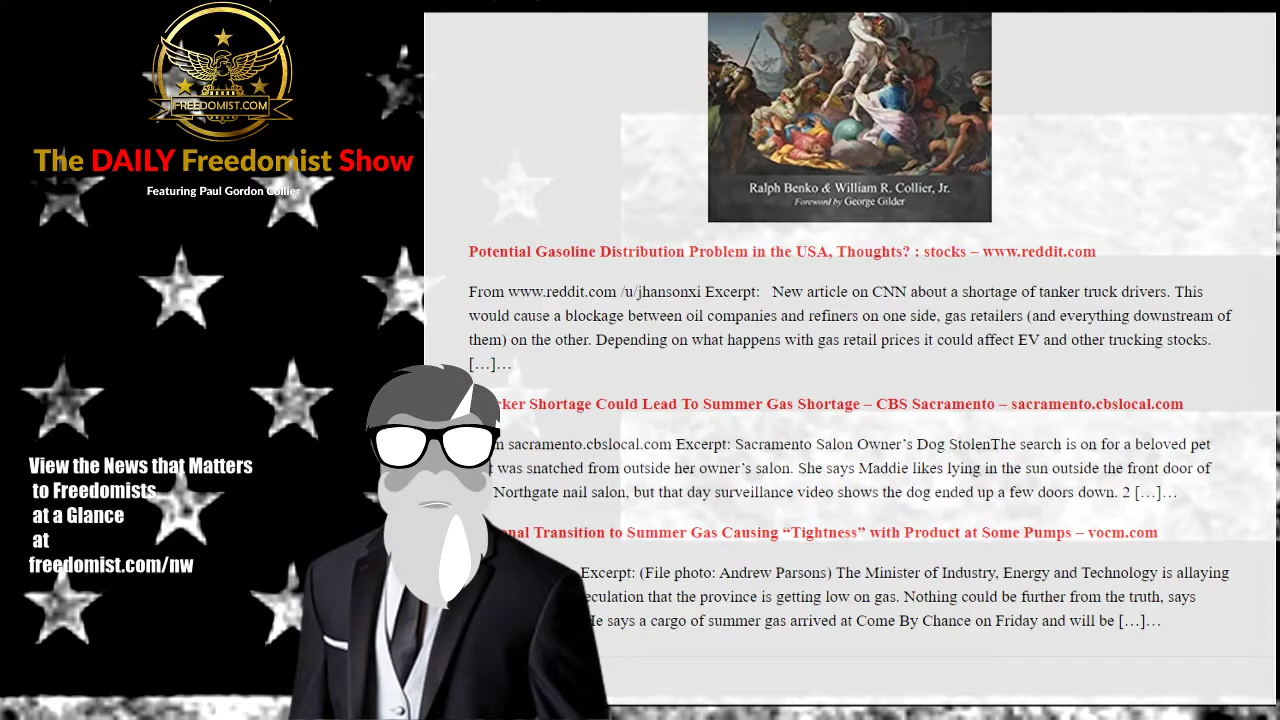 FREEDOMIST.COM
The DAILY Freedomist Show
Featuring Paul Gordon Collier
View the News that Matters
to Freedomists
at a Glance
at
freedomist.com/nw
Ralph Benko & William R. Collier, Jr.
Foreword by George Gilder
Potential Gasoline Distribution Problem in the USA, Thoughts? : stocks – www.reddit.com
From www.reddit.com /u/jhansonxi Excerpt: New article on CNN about a shortage of tanker truck drivers. This
would cause a blockage between oil companies and refiners on one side, gas retailers (and everything downstream of
them) on the other. Depending on what happens with gas retail prices it could affect EV and other trucking stocks.
[…]…
cker Shortage Could Lead To Summer Gas Shortage – CBS Sacramento – sacramento.cbslocal.com
sacramento.cbslocal.com Excerpt: Sacramento Salon Owner’s Dog StolenThe search is on for a beloved pet
was snatched from outside her owner’s salon. She says Maddie likes lying in the sun outside the front door of
Northgate nail salon, but that day surveillance video shows the dog ended up a few doors down. 2 […]…
nal Transition to Summer Gas Causing “Tightness” with Product at Some Pumps – vocm.com
Excerpt: (File photo: Andrew Parsons) The Minister of Industry, Energy and Technology is allaying
eculation that the province is getting low on gas. Nothing could be further from the truth, says
He says a cargo of summer gas arrived at Come By Chance on Friday and will be […]…